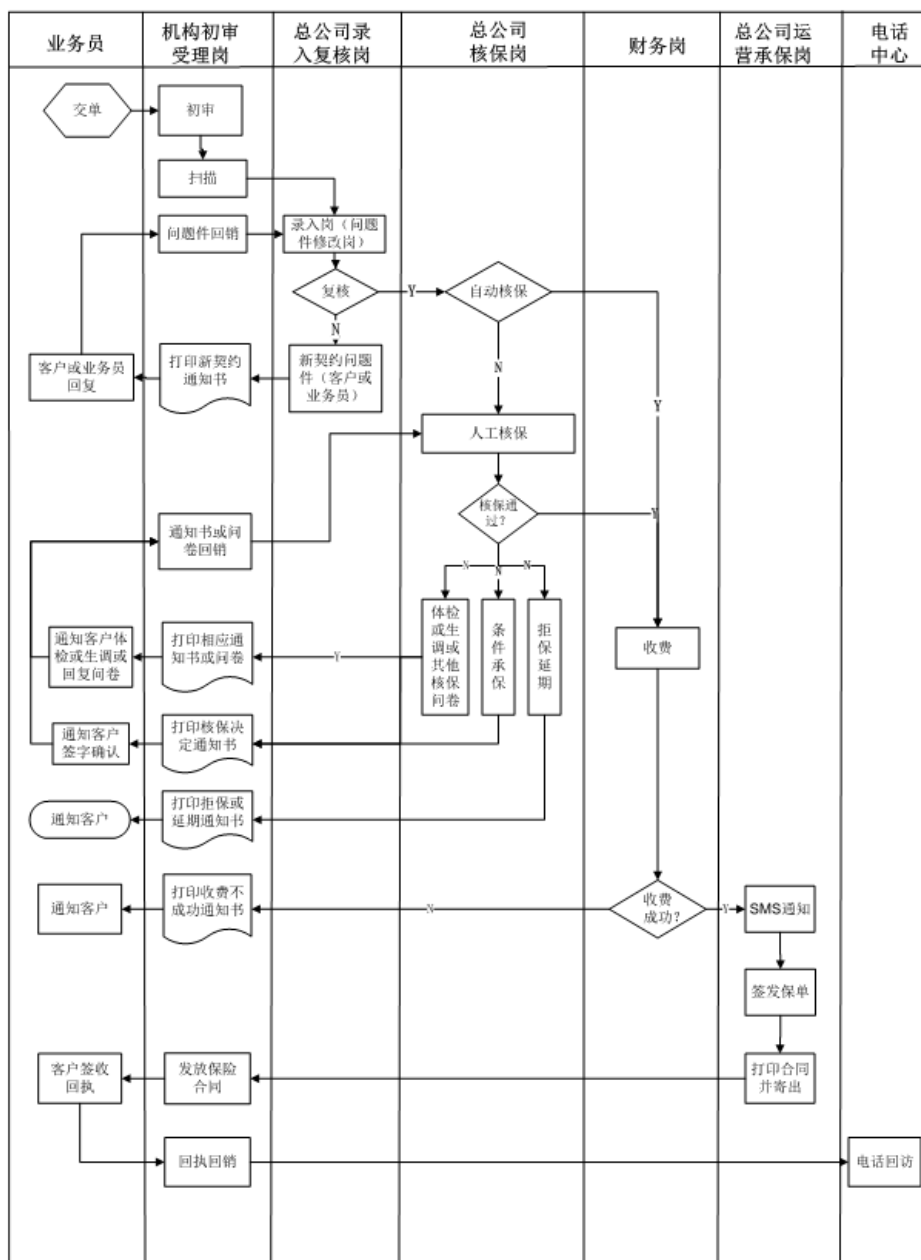 业务员
机构初审
受理岗
总公司录
入复核岗
总公司
核保岗
财务岗
总公司运
营承保岗
电话
中心
交单
初审
扫描
问题件回销
录入岗（问题
件修改岗）
复核
Y
自动核保
N
N
Y
客户或业务员
回复
打印新契约
通知书
新契约问题
件（客户或
业务员）
人工核保
通知书或问
卷回销
核保通
过？
Y
N
N
N
通知客户体
检或生调或
回复问卷
打印相应通
知书或问卷
Y
体检
或生
调或
其他
核保
问卷
条
件
承
保
拒
保
延
期
收费
通知客户
签字确认
打印核保决
定通知书
通知客户
打印拒保或
延期通知书
通知客户
打印收费不
成功通知书
N
收费
成功？
Y
SMS通知
签发保单
客户签收
回执
发放保险
合同
打印合同
并寄出
回执回销
电话回访